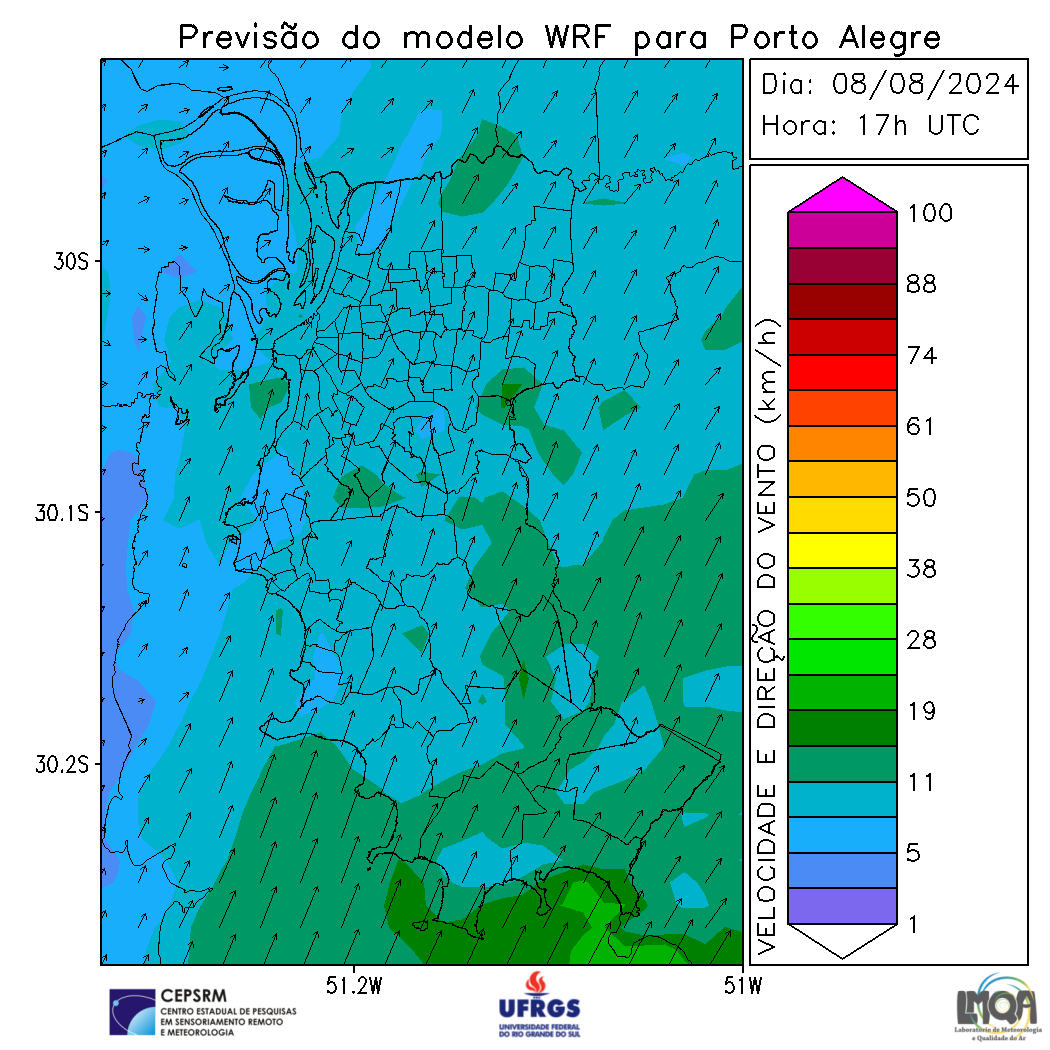 Previsão do modelo WRF para Porto Alegre
Dia: 08/08/2024
Hora: 17h UTC
30S
30.1S
30.2S
51.2W
51W
VELOCIDADE E DIREÇÃO DO VENTO (km/h)
100
88
74
61
50
38
28
19
11
5
1
CEPSRM
CENTRO ESTADUAL DE PESQUISAS
EM SENSORIAMENTO REMOTO
E METEOROLOGIA
UFRGS
UNIVERSIDADE FEDERAL
DO RIO GRANDE DO SUL
LMQA
Laboratório de Meteorologia
e Qualidade do Ar